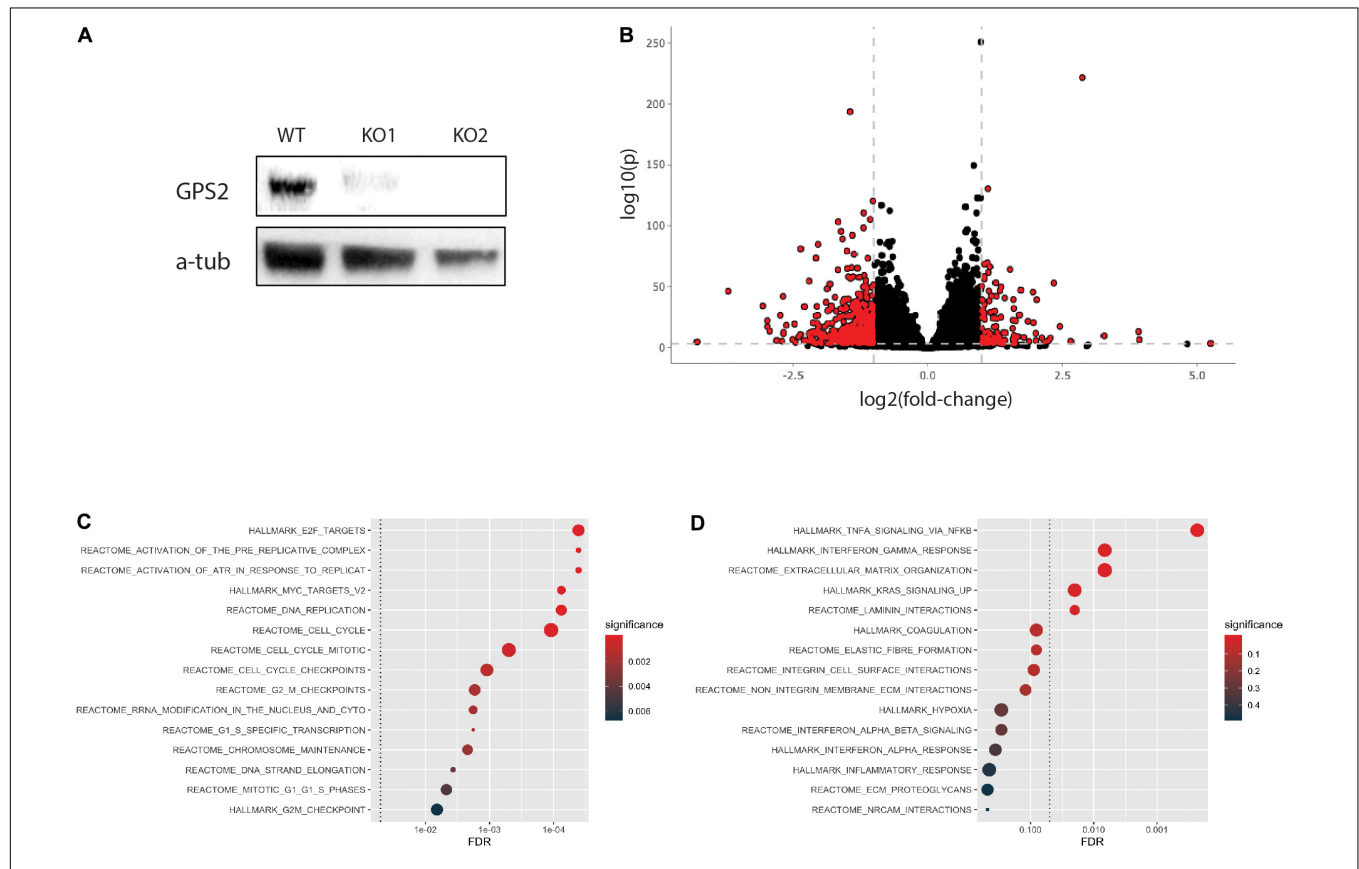 A
WT KO1 KO2
GPS2
a-tub
B
250
200
150
100
50
0
log10(p)
-2.5 0.0 2.5 5.0
log2(fold-change)
C
HALLMARK_E2F_TARGETS
REACTOME_ACTIVATION_OF_THE_PRE_REPLICATIVE_COMPLEX
REACTOME_ACTIVATION_OF_ATR_IN_RESPONSE_TO_REPLICAT
HALLMARK_MYC_TARGETS_V2
REACTOME_DNA_REPLICATION
REACTOME_CELL_CYCLE
REACTOME_CELL_CYCLE_MITOTIC
REACTOME_CELL_CYCLE_CHECKPOINTS
REACTOME_G2_M_CHECKPOINTS
REACTOME_RRNA_MODIFICATION_IN_THE_NUCLEUS_AND_CYTO
REACTOME_G1_S_SPECIFIC_TRANSCRIPTION
REACTOME_CHROMOSOME_MAINTENANCE
REACTOME_DNA_STRAND_ELONGATION
REACTOME_MITOTIC_G1_G1_S_PHASES
HALLMARK_G2M_CHECKPOINT
1e-02 1e-03 1e-04
FDR
significance
0.002
0.004
0.006
D
HALLMARK_TNFA_SIGNALING_VIA_NFKB
HALLMARK_INTERFERON_GAMMA_RESPONSE
REACTOME_EXTRACELLULAR_MATRIX_ORGANIZATION
HALLMARK_KRAS_SIGNALING_UP
REACTOME_LAMININ_INTERACTIONS
HALLMARK_COAGULATION
REACTOME_ELASTIC_FIBRE_FORMATION
REACTOME_INTEGRIN_CELL_SURFACE_INTERACTIONS
REACTOME_NON_INTEGRIN_MEMBRANE_ECM_INTERACTIONS
HALLMARK_HYPOXIA
REACTOME_INTERFERON_ALPHA_BETA_SIGNALING
HALLMARK_INTERFERON_ALPHA_RESPONSE
HALLMARK_INFLAMMATORY_RESPONSE
REACTOME_ECM_PROTEOGLYCANS
REACTOME_NRCAM_INTERACTIONS
0.100 0.010 0.001
FDR
significance
0.1
0.2
0.3
0.4